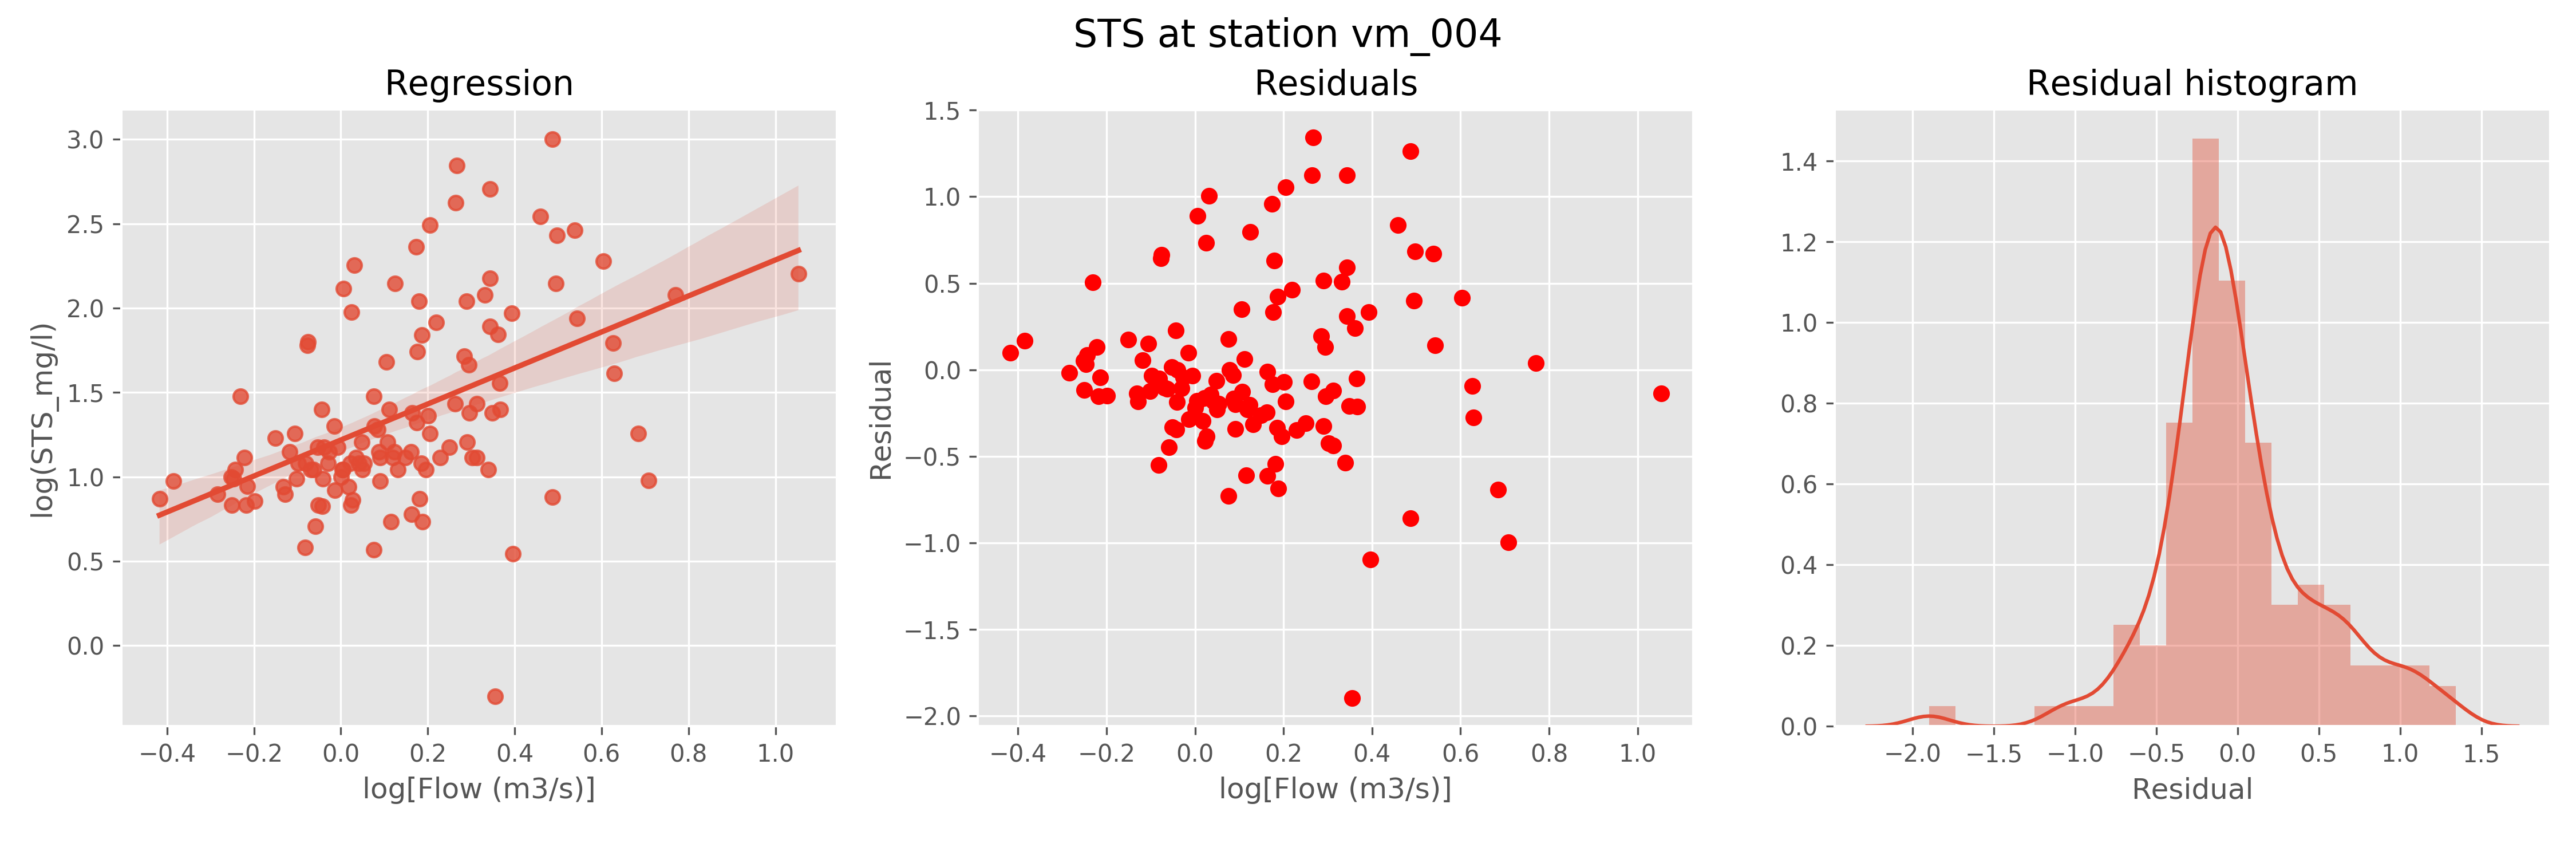 STS at station vm_004
Regression
3.0
2.5
2.0
1.5
1.0
0.5
0.0
log(STS_mg/l)
−0.4 −0.2 0.0 0.2 0.4 0.6 0.8 1.0
log[Flow (m3/s)]
Residuals
1.5
1.0
0.5
0.0
−0.5
−1.0
−1.5
−2.0
Residual
−0.4 −0.2 0.0 0.2 0.4 0.6 0.8 1.0
log[Flow (m3/s)]
Residual histogram
1.4
1.2
1.0
0.8
0.6
0.4
0.2
0.0
−2.0 −1.5 −1.0 −0.5 0.0 0.5 1.0 1.5
Residual